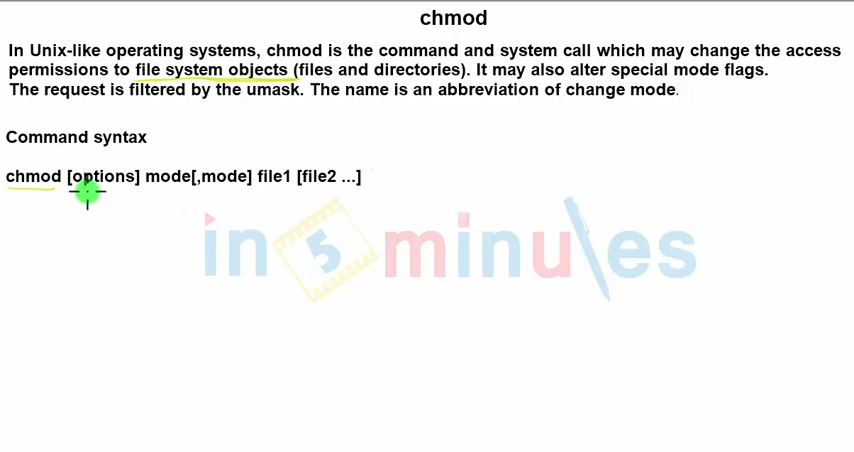 chmod
In Unix-like operating systems, chmod is the command and system call which may change the access
permissions to file system objects (files and directories). It may also alter special mode flags.
The request is filtered by the umask. The name is an abbreviation of change mode.
Command syntax
chmod [options] mode[,mode] file1 [file2 ...]
in 5 minutes